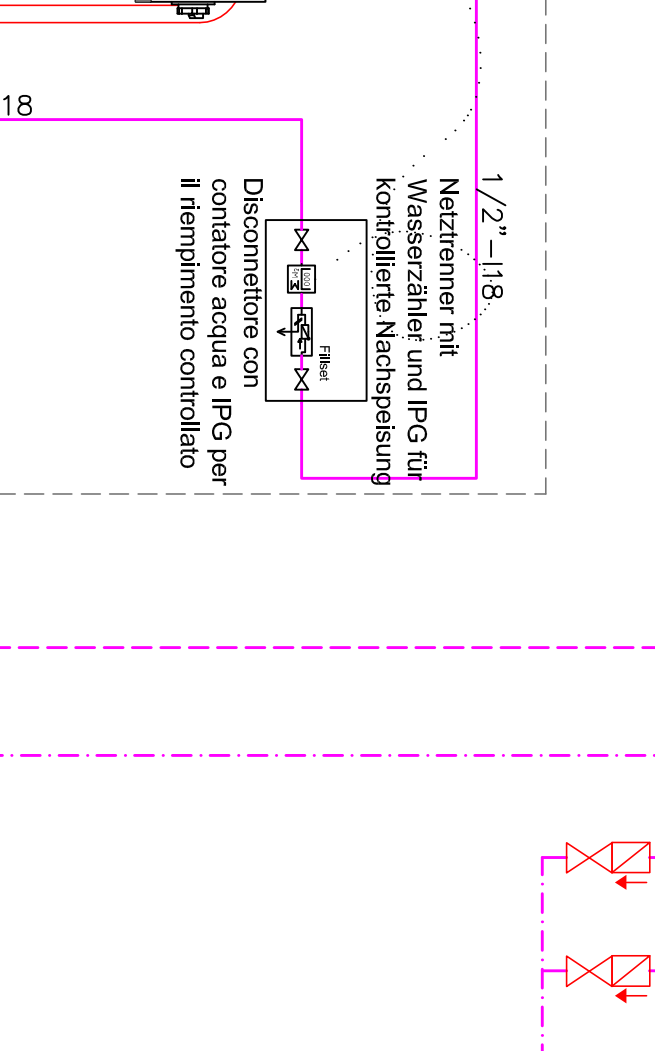 18
1/2"-I18
Netztrenner mit
Wasserzähler und IPG für
kontrollierte Nachspeisung
Fillset
Disconnettore con
contatore acqua e IPG per
il riempimento controllato